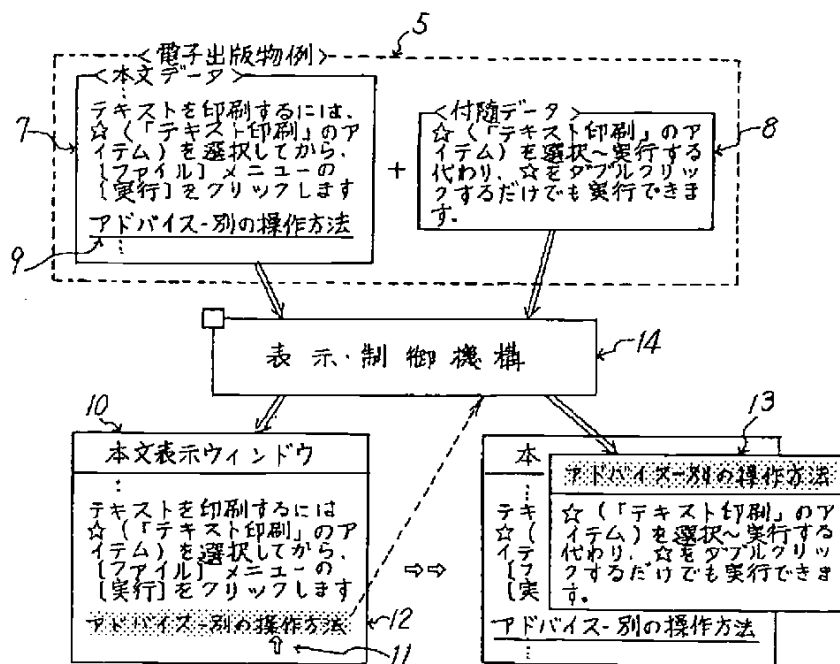 5
<電子出版物例>
<本文データ>
⋮
テキストを印刷するには、
☆(「テキスト印刷」のア
イテム)を選択してから、
[ファイル]メニューの
[実行]をクリックします
アドバイス-別の操作方法
⋮
7
9
+
<付随データ>
☆(「テキスト印刷」のア
イテム)を選択〜実行する
代わり、☆をダブルクリッ
クするだけでも実行できま
す。
8
表示·制御機構
14
10
本文表示ウィンドウ
⋮
テキストを印刷するには
☆(「テキスト印刷」のア
イテム)を選択してから、
[ファイル]メニューの
[実行]をクリックします
アドバイス-別の操作方法
12
11
⇨⇨
13
本
⋮
テキ
☆(
イテ
[フ
[実
アドバイス-別の操作方法
⋮
アドバイス-別の操作方法
☆(「テキスト印刷」のア
イテム)を選択〜実行する
代わり、☆をダブルクリッ
クするだけでも実行できま
す。